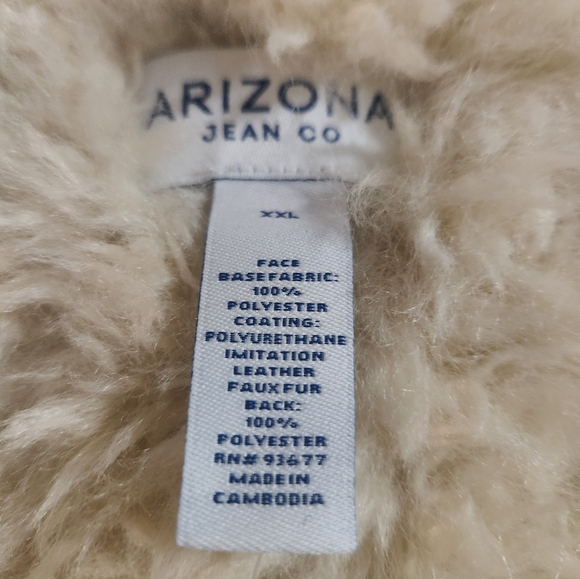 ARIZONA
JEAN CO
XXL
FACE
BASEFABRIC:
100%
POLYESTER
COATING:
POLYURETHANE
IMITATION
LEATHER
FAUXFUR
BACK:
100%
POLYESTER
RN# 93677
MADE IN
CAMBODIA